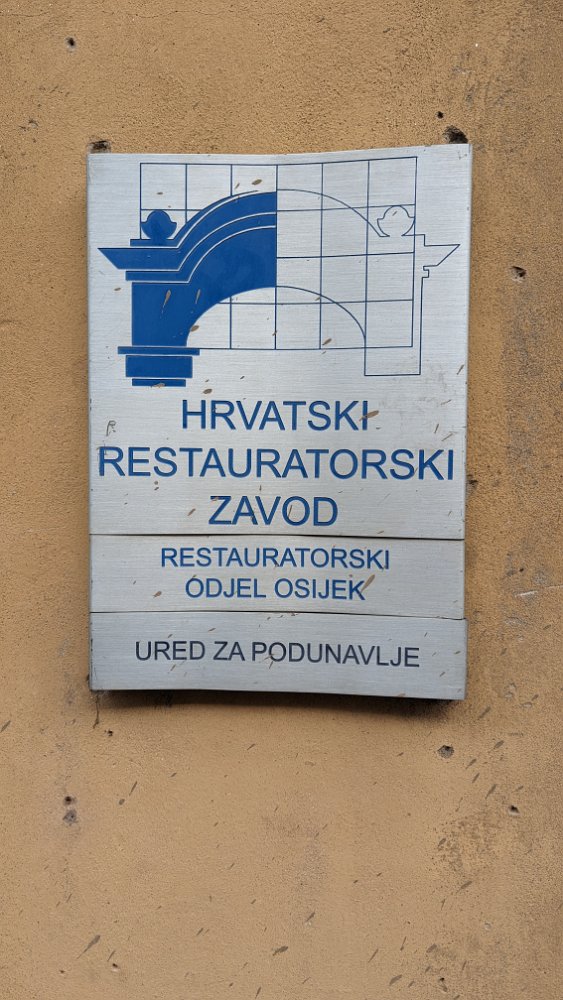 HRVATSKI
RESTAURATORSKI
ZAVOD
RESTAURATORSKI
ODJEL OSIJEK
URED ZA PODUNAVLJE